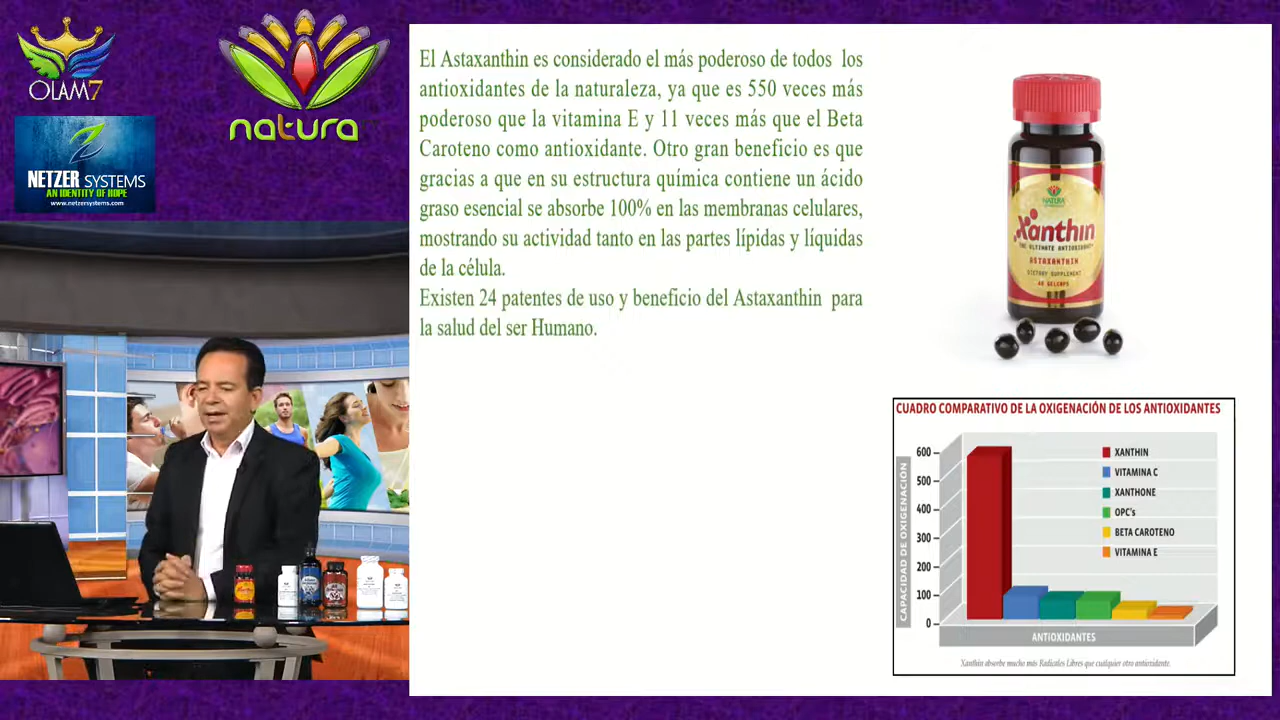 OLAM7
natura
NETZER SYSTEMS
AN IDENTITY OF HOPE
www.netzersystems.com
El Astaxanthin es considerado el más poderoso de todos los
antioxidantes de la naturaleza, ya que es 550 veces más
poderoso que la vitamina E y 11 veces más que el Beta
Caroteno como antioxidante. Otro gran beneficio es que
gracias a que en su estructura química contiene un ácido
graso esencial se absorbe 100% en las membranas celulares,
mostrando su actividad tanto en las partes lípidas y líquidas
de la célula.
Existen 24 patentes de uso y beneficio del Astaxanthin para
la salud del ser Humano.
NATURA
Xanthin
THE ULTIMATE ANTIOXIDANT
ASTAXANTHIN
DIETARY SUPPLEMENT
60 GELCAPS
CUADRO COMPARATIVO DE LA OXIGENACIÓN DE LOS ANTIOXIDANTES
CAPACIDAD DE OXIGENACIÓN
600
500
400
300
200
100
0
XANTHIN
VITAMINA C
XANTHONE
OPC's
BETA CAROTENO
VITAMINA E
ANTIOXIDANTES
Xanthin absorbe mucho más Radicales Libres que cualquier otro antioxidante.